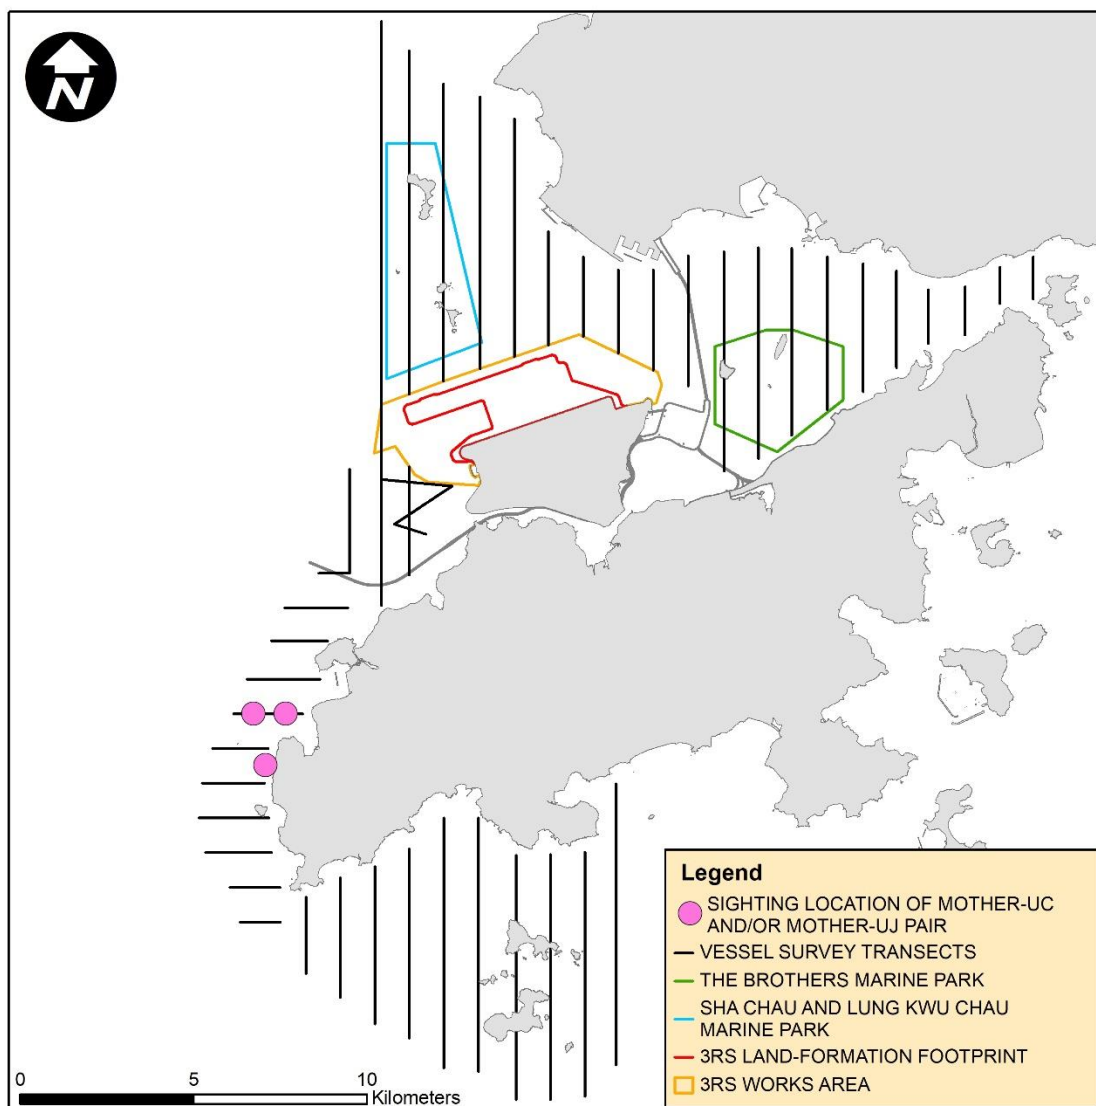 N
Legend
SIGHTING LOCATION OF MOTHER-UC
AND/OR MOTHER-UJ PAIR
VESSEL SURVEY TRANSECTS
THE BROTHERS MARINE PARK
SHA CHAU AND LUNG KWU CHAU
MARINE PARK
3RS LAND-FORMATION FOOTPRINT
3RS WORKS AREA
0 5 10
Kilometers